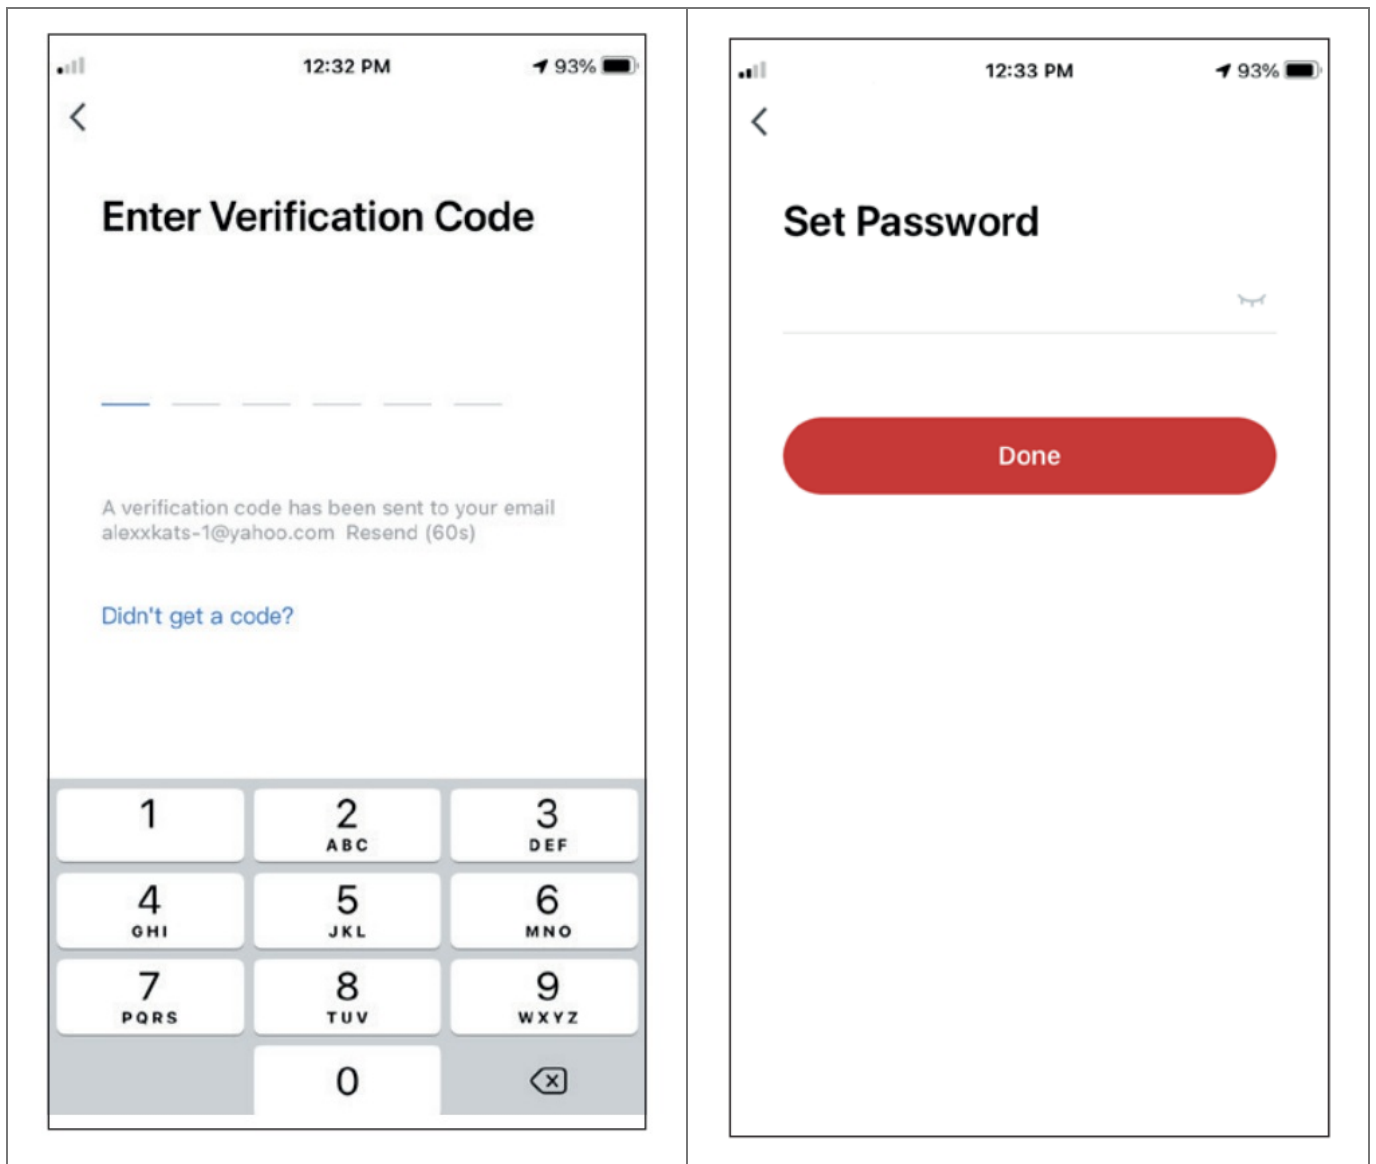 12:32 PM
93%
Enter Verification Code
A verification code has been sent to your email
alexxkats-1@yahoo.com Resend (60s)
Didn't get a code?
1
2
ABC
3
DEF
4
GHI
5
JKL
6
MNO
7
PQRS
8
TUV
9
WXYZ
0
12:33 PM
93%
Set Password
Done